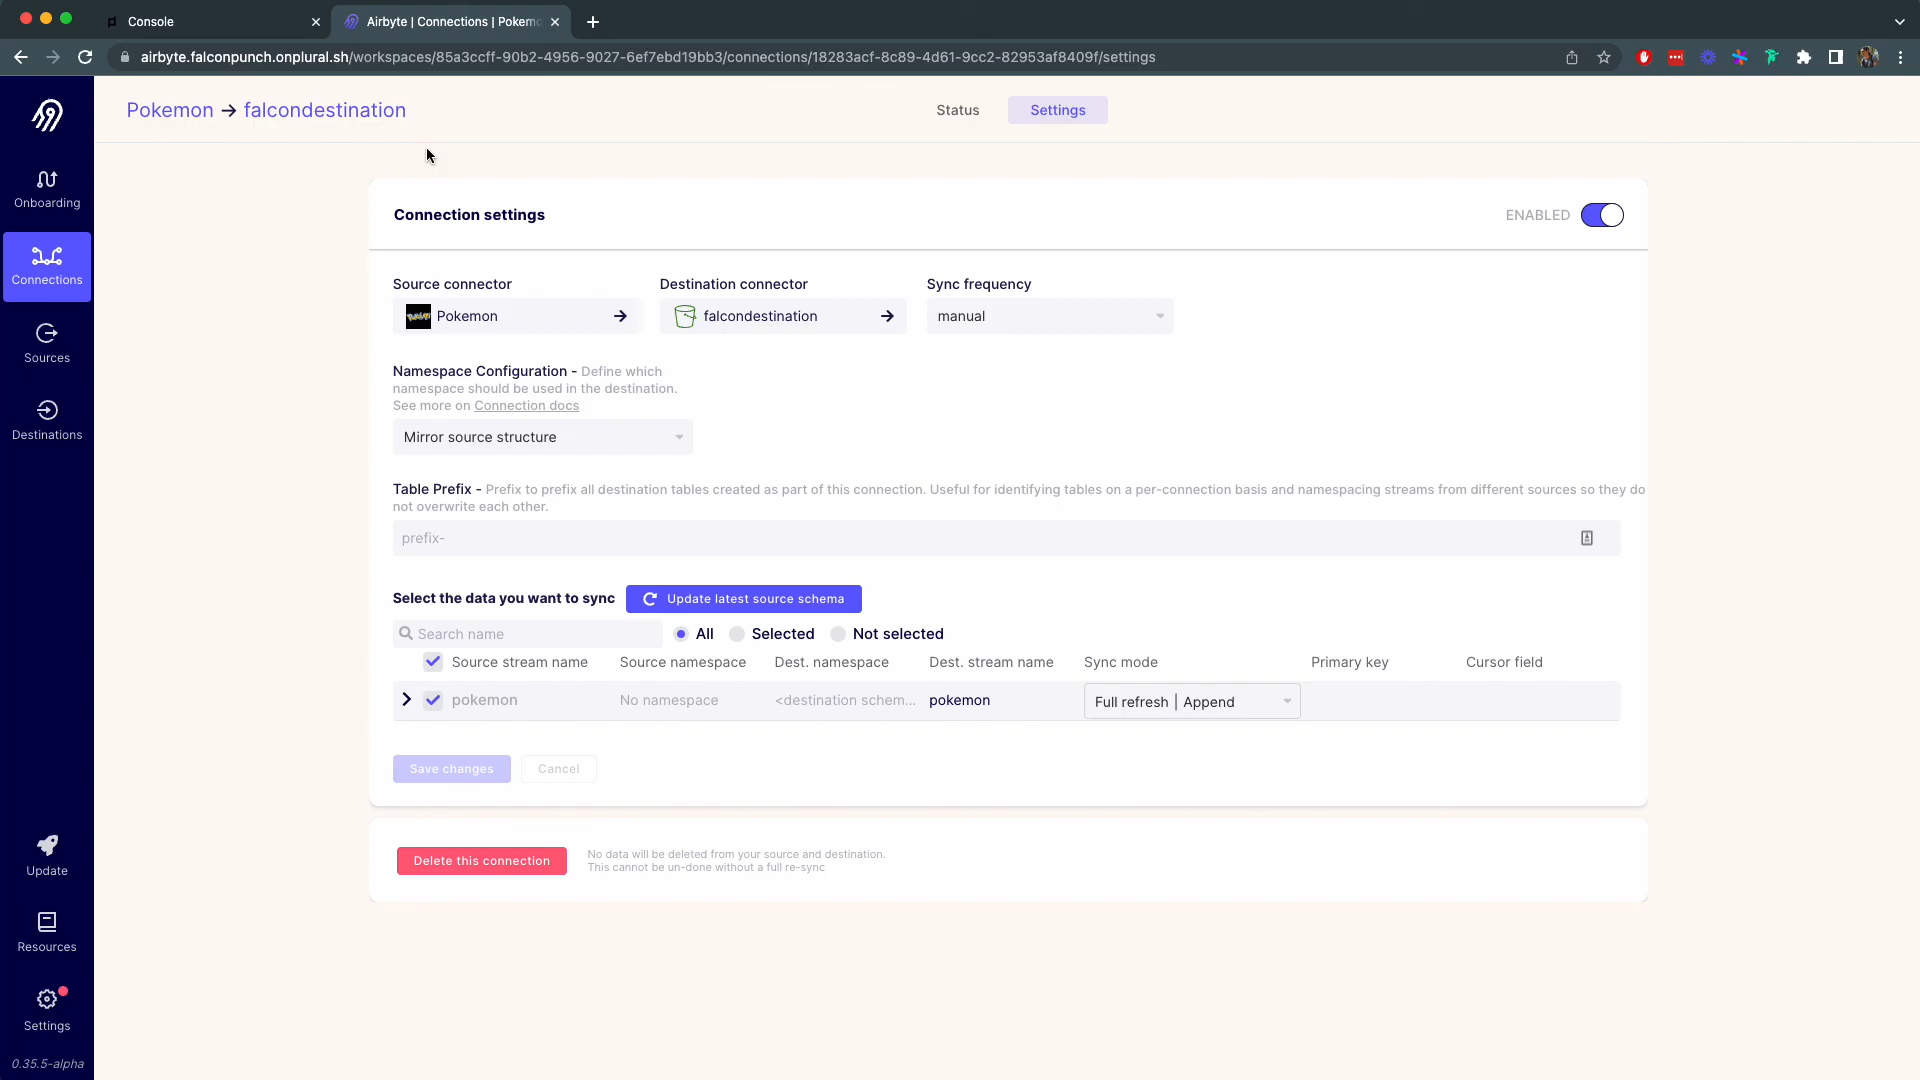 Console
Airbyte | Connections | Pokemo
airbyte.falconpunch.onplural.sh/workspaces/85a3ccff-90b2-4956-9027-6ef7ebd19bb3/connections/18283acf-8c89-4d61-9cc2-82953af8409f/settings
Pokemon → falcondestination
Status
Settings
Onboarding
Connections
Sources
Destinations
Update
Resources
Settings
0.35.5-alpha
Connection settings
ENABLED
Source connector
Destination connector
Sync frequency
Pokemon
falcondestination
manual
Namespace Configuration - Define which
namespace should be used in the destination.
See more on Connection docs
Mirror source structure
Table Prefix - Prefix to prefix all destination tables created as part of this connection. Useful for identifying tables on a per-connection basis and namespacing streams from different sources so they do
not overwrite each other.
prefix-
Select the data you want to sync
Update latest source schema
Search name
All
Selected
Not selected
Source stream name
Source namespace
Dest. namespace
Dest. stream name
Sync mode
Primary key
Cursor field
pokemon
No namespace
<destination schem...
pokemon
Full refresh | Append
Save changes
Cancel
Delete this connection
No data will be deleted from your source and destination.
This cannot be un-done without a full re-sync